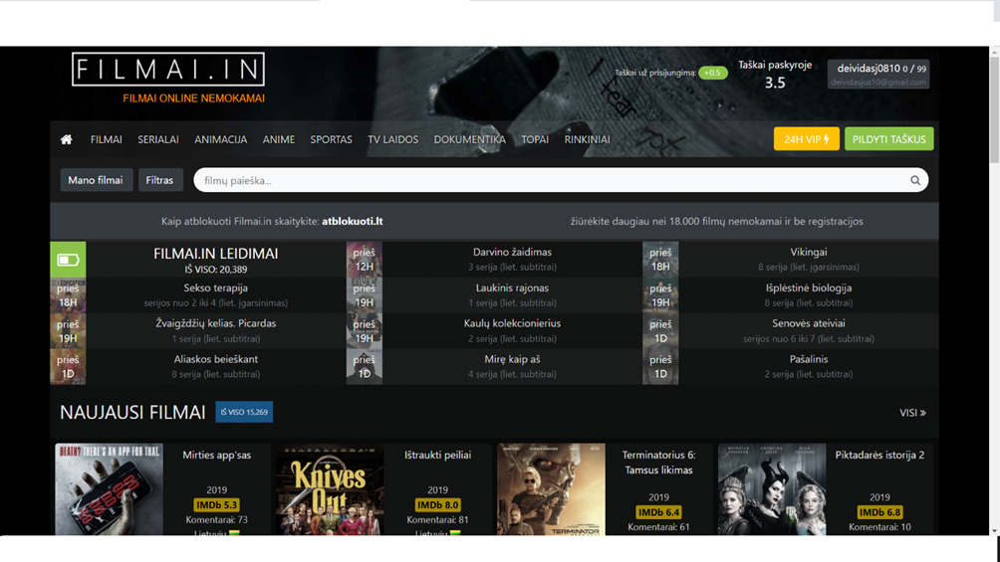 FILMAI.IN
FILMAI ONLINE NEMOKAMAI
Taškai už prisijungimą: +0.5
Taškai paskyroje
3.5
deividasj0810 0 / 99
deividasjus10@gmail.com
FILMAI SERIALAI ANIMACIJA ANIME SPORTAS TV LAIDOS DOKUMENTIKA TOPAI RINKINIAI
24H VIP PILDYTI TAŠKUS
Mano filmai Filtras filmų paieška...
Kaip atblokuoti Filmai.in skaitykite: atblokuoti.lt žiūrėkite daugiau nei 18.000 filmų nemokamai ir be registracijos
FILMAI.IN LEIDIMAI
IŠ VISO: 20,389
prieš 12H
Darvino žaidimas
3 serija (liet. subtitrai)
prieš 18H
Vikingai
8 serija (liet. įgarsinimas)
prieš 18H
Sekso terapija
serijos nuo 2 iki 4 (liet. įgarsinimas)
prieš 19H
Laukinis rajonas
1 serija (liet. subtitrai)
prieš 19H
Išplėstinė biologija
8 serija (liet. subtitrai)
prieš 19H
Žvaigždžių kelias. Picardas
1 serija (liet. subtitrai)
prieš 19H
Kaulų kolekcionierius
2 serija (liet. subtitrai)
prieš 1D
Senovės ateiviai
serijos nuo 6 iki 7 (liet. subtitrai)
prieš 1D
Aliaskos beieškant
8 serija (liet. subtitrai)
prieš 1D
Mirę kaip aš
4 serija (liet. subtitrai)
prieš 1D
Pašalinis
2 serija (liet. subtitrai)
NAUJAUSI FILMAI IŠ VISO 15,269 VISI »
DEATH? THERE'S AN APP FOR THAT.
Mirties app'sas
2019
IMDb 5.3
Komentarai: 73
Lietuvių
Knives Out
Ištraukti peiliai
2019
IMDb 8.0
Komentarai: 81
Lietuvių
TERMINATOR
Terminatorius 6:
Tamsus likimas
2019
IMDb 6.4
Komentarai: 61
Piktadarės istorija 2
2019
IMDb 6.8
Komentarai: 10